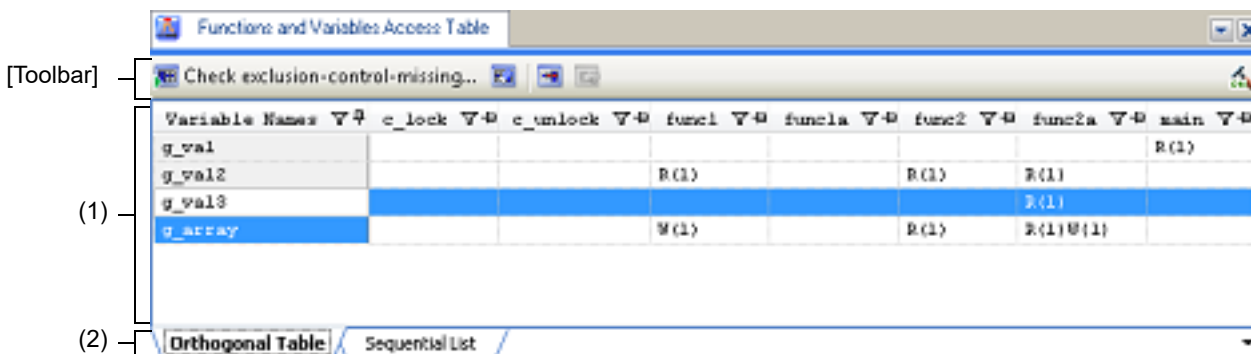 Functions and Variables Access Table
[Toolbar]
Check exclusion-control-missing...
Variable Names c_lock c_unlock func1 func1a func2 func2a main
g_val R(1)
g_val2 R(1) R(1) R(1)
(1)
g_val3 R(1)
g_array W(1) R(1) R(1)W(1)
(2)
Orthogonal Table Sequential List